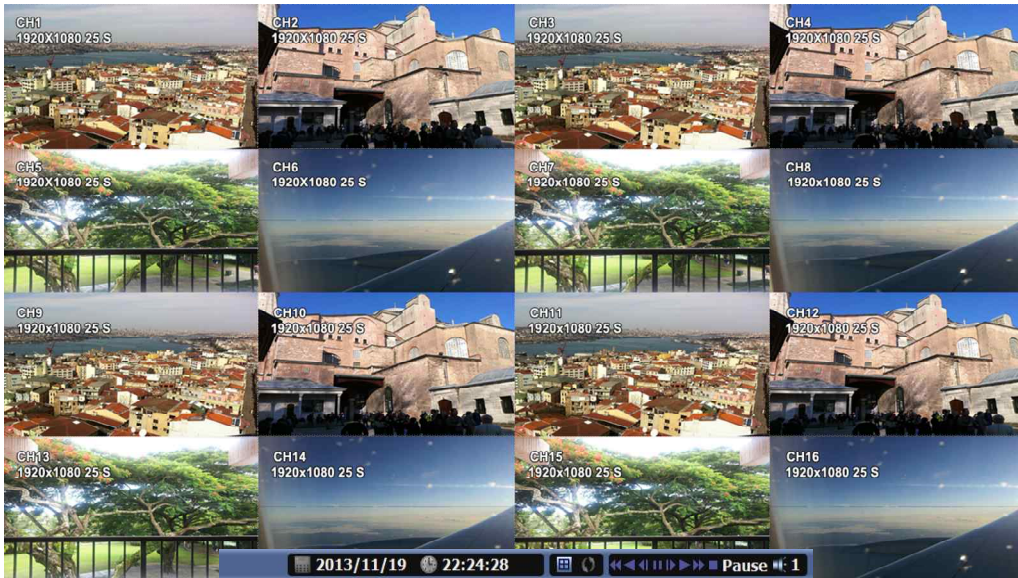 CH1
1920X1080 25 S
CH2
1920X1080 25 S
CH3
1920X1080 25 S
CH4
1920X1080 25 S
CH5
1920X1080 25 S
CH6
1920X1080 25 S
CH7
1920x1080 25 S
CH8
1920x1080 25 S
CH9
1920x1080 25 S
CH10
1920x1080 25 S
CH11
1920x1080 25 S
CH12
1920x1080 25 S
CH13
1920x1080 25 S
CH14
1920x1080 25 S
CH15
1920x1080 25 S
CH16
1920x1080 25 S
2013/11/19 22:24:28 Pause 1